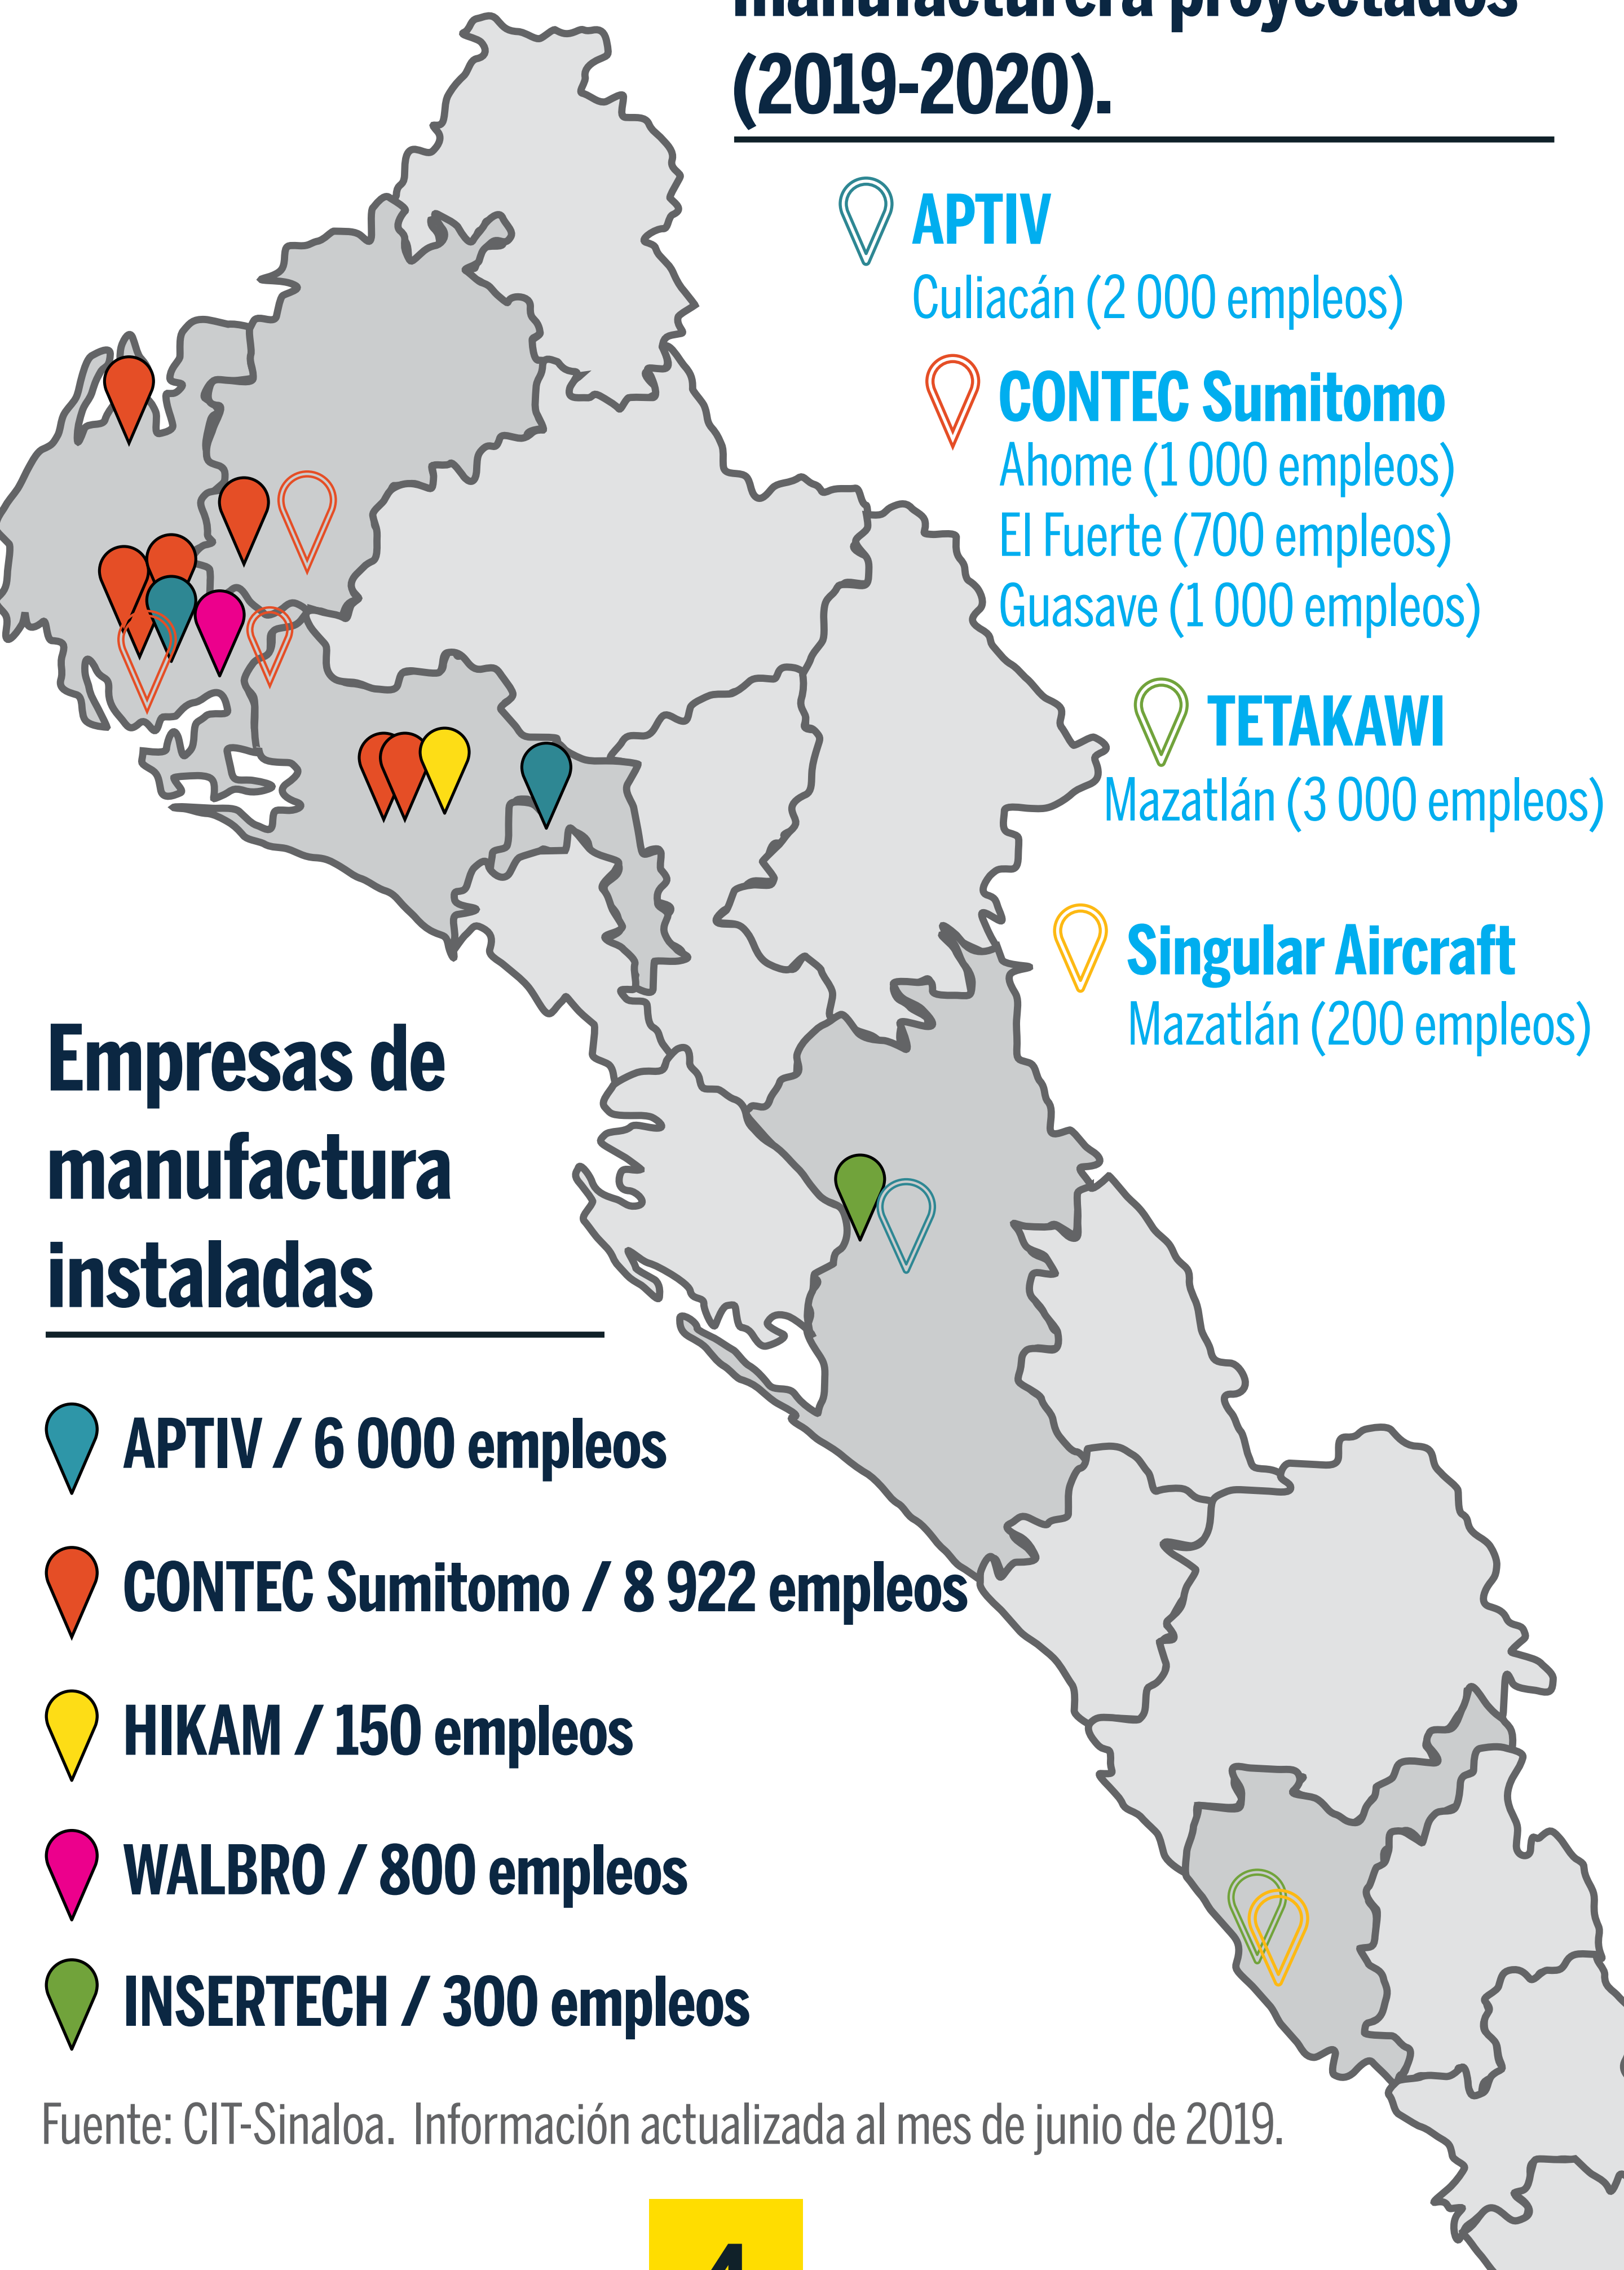 manufacturera proyectados
(2019-2020).
APTIV
Culiacán (2 000 empleos)
CONTEC Sumitomo
Ahome (1 000 empleos)
El Fuerte (700 empleos)
Guasave (1 000 empleos)
TETAKAWI
Mazatlán (3 000 empleos)
Singular Aircraft
Mazatlán (200 empleos)
Empresas de
manufactura
instaladas
APTIV / 6 000 empleos
CONTEC Sumitomo / 8 922 empleos
HIKAM / 150 empleos
WALBRO / 800 empleos
INSERTECH / 300 empleos
Fuente: CIT-Sinaloa. Información actualizada al mes de junio de 2019.
4